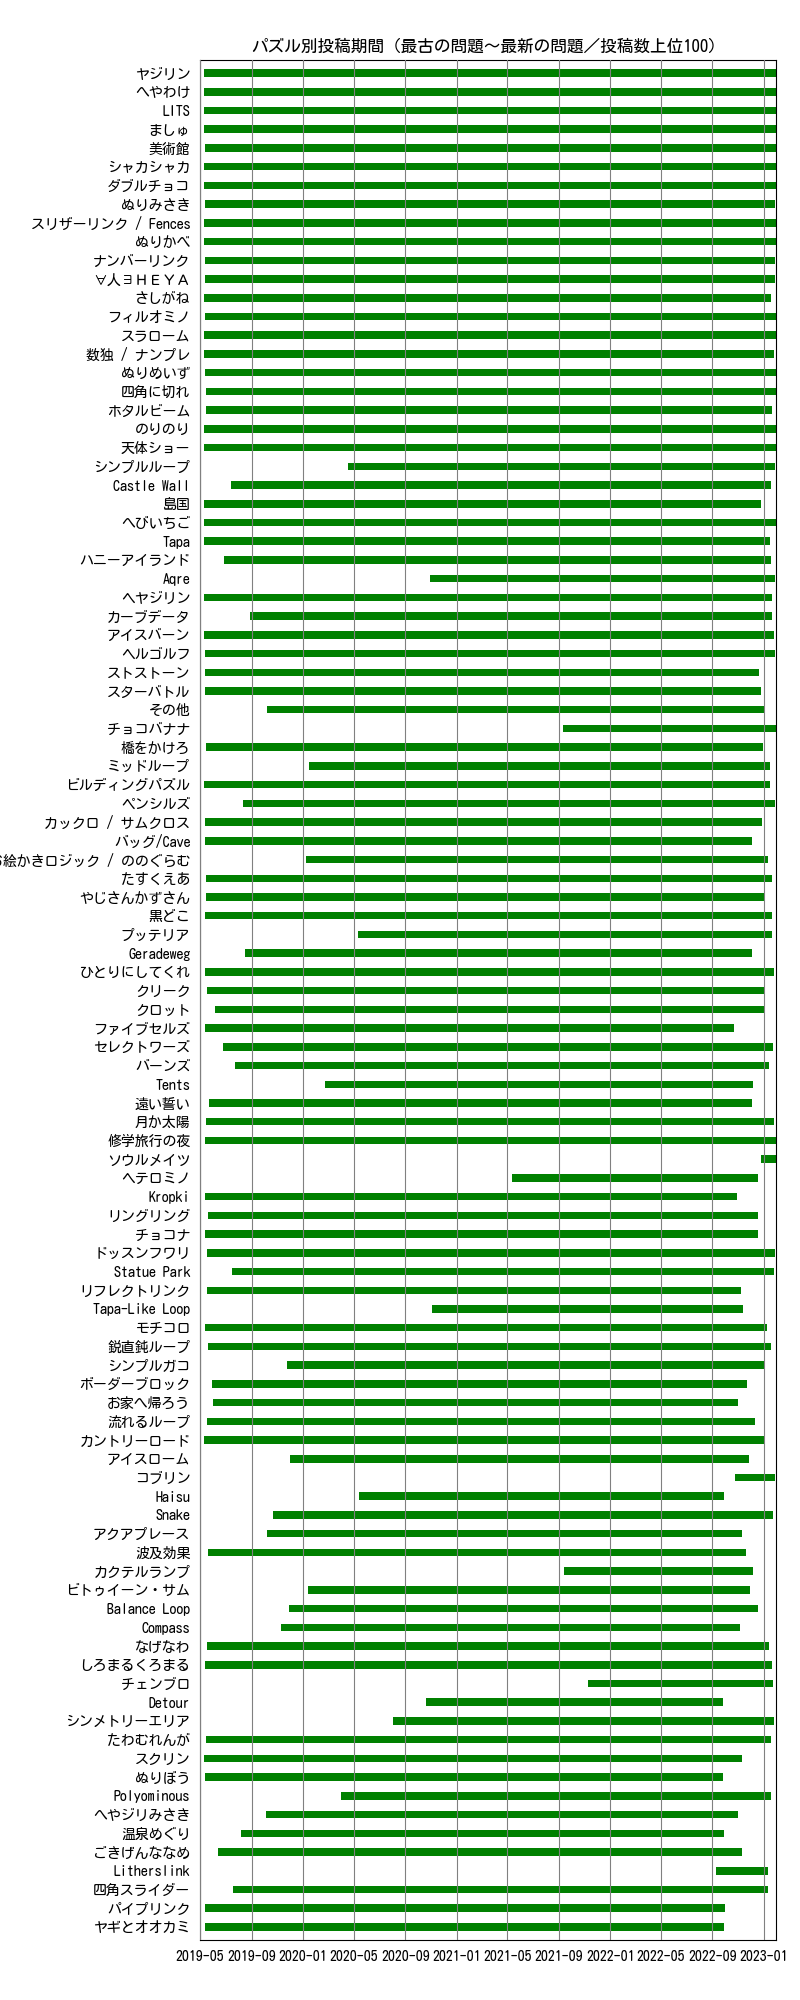 パズル別投稿期間（最古の問題～最新の問題／投稿数上位100）
ヤジリン
へやわけ
LITS
ましゅ
美術館
シャカシャカ
ダブルチョコ
ぬりみさき
スリザーリンク / Fences
ぬりかべ
ナンバーリンク
∀人∃ＨＥＹＡ
さしがね
フィルオミノ
スラローム
数独 / ナンプレ
ぬりめいず
四角に切れ
ホタルビーム
のりのり
天体ショー
シンプルループ
Castle Wall
島国
へびいちご
Tapa
ハニーアイランド
Aqre
ヘヤジリン
カーブデータ
アイスバーン
ヘルゴルフ
ストストーン
スターバトル
その他
チョコバナナ
橋をかけろ
ミッドループ
ビルディングパズル
ペンシルズ
カックロ / サムクロス
バッグ/Cave
絵かきロジック / ののぐらむ
たすくえあ
やじさんかずさん
黒どこ
プッテリア
Geradeweg
ひとりにしてくれ
クリーク
クロット
ファイブセルズ
セレクトワーズ
バーンズ
Tents
遠い誓い
月か太陽
修学旅行の夜
ソウルメイツ
ヘテロミノ
Kropki
リングリング
チョコナ
ドッスンフワリ
Statue Park
リフレクトリンク
Tapa-Like Loop
モチコロ
鋭直鈍ループ
シンプルガコ
ボーダーブロック
お家へ帰ろう
流れるループ
カントリーロード
アイスローム
コブリン
Haisu
Snake
アクアプレース
波及効果
カクテルランプ
ビトゥイーン・サム
Balance Loop
Compass
なげなわ
しろまるくろまる
チェンブロ
Detour
シンメトリーエリア
たわむれんが
スクリン
ぬりぼう
Polyominous
へやジリみさき
温泉めぐり
ごきげんななめ
Litherslink
四角スライダー
パイプリンク
ヤギとオオカミ
2019-05 2019-09 2020-01 2020-05 2020-09 2021-01 2021-05 2021-09 2022-01 2022-05 2022-09 2023-01